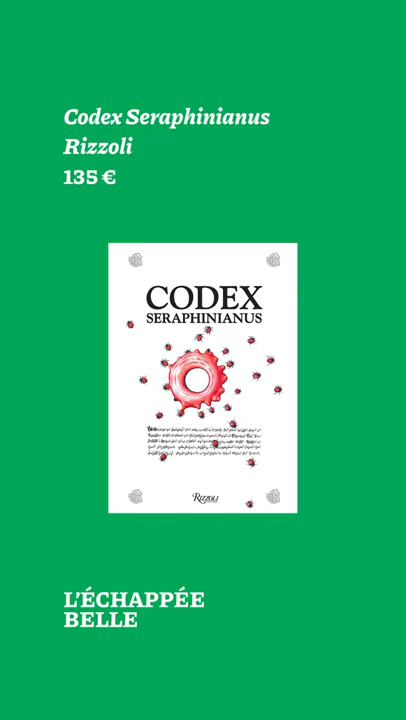 Codex Seraphinianus
Rizzoli
135 €
CODEX
SERAPHINIANUS
RIZZOLI
L'ÉCHAPPÉE
BELLE